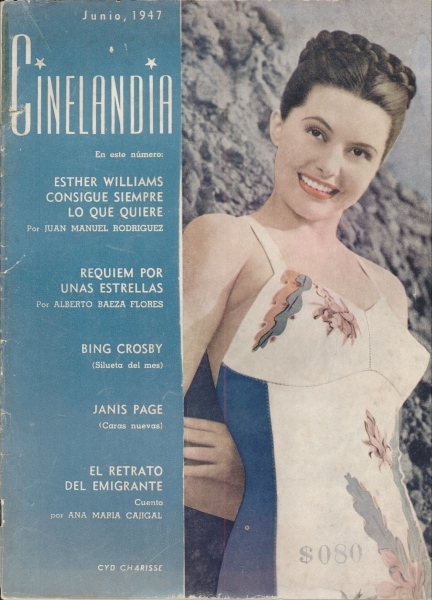 Junio, 1947
CINELANDIA
En este número:
ESTHER WILLIAMS
CONSIGUE SIEMPRE
LO QUE QUIERE
Por JUAN MANUEL RODRIGUEZ
REQUIEM POR
UNAS ESTRELLAS
Por ALBERTO BAEZA FLORES
BING CROSBY
(Silueta del mes)
JANIS PAGE
(Caras nuevas)
EL RETRATO
DEL EMIGRANTE
Cuento
por ANA MARIA CAJIGAL
CYD CHARISSE
$080